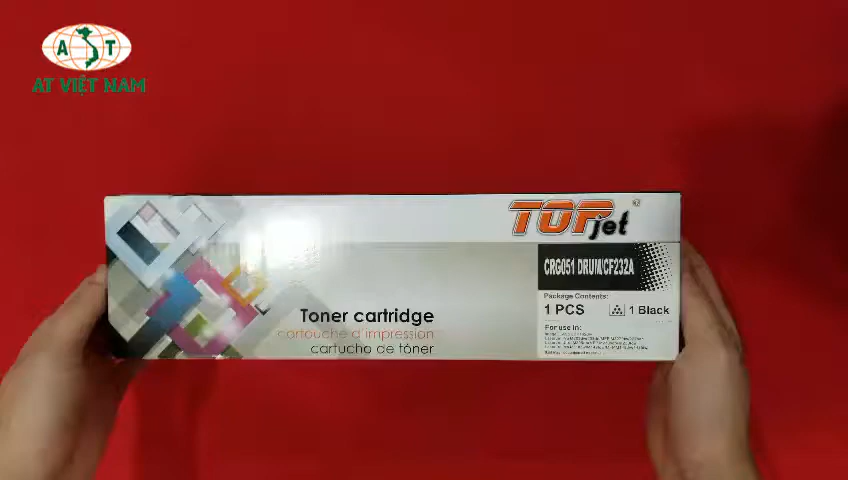 AST
AT VIỆT NAM
TOPjet ®
CRG051 DRUM/CF232A
Package Contents:
1 PCS
1 Black
Toner cartridge
cartouche d'impression
cartucho de tóner
For use in: